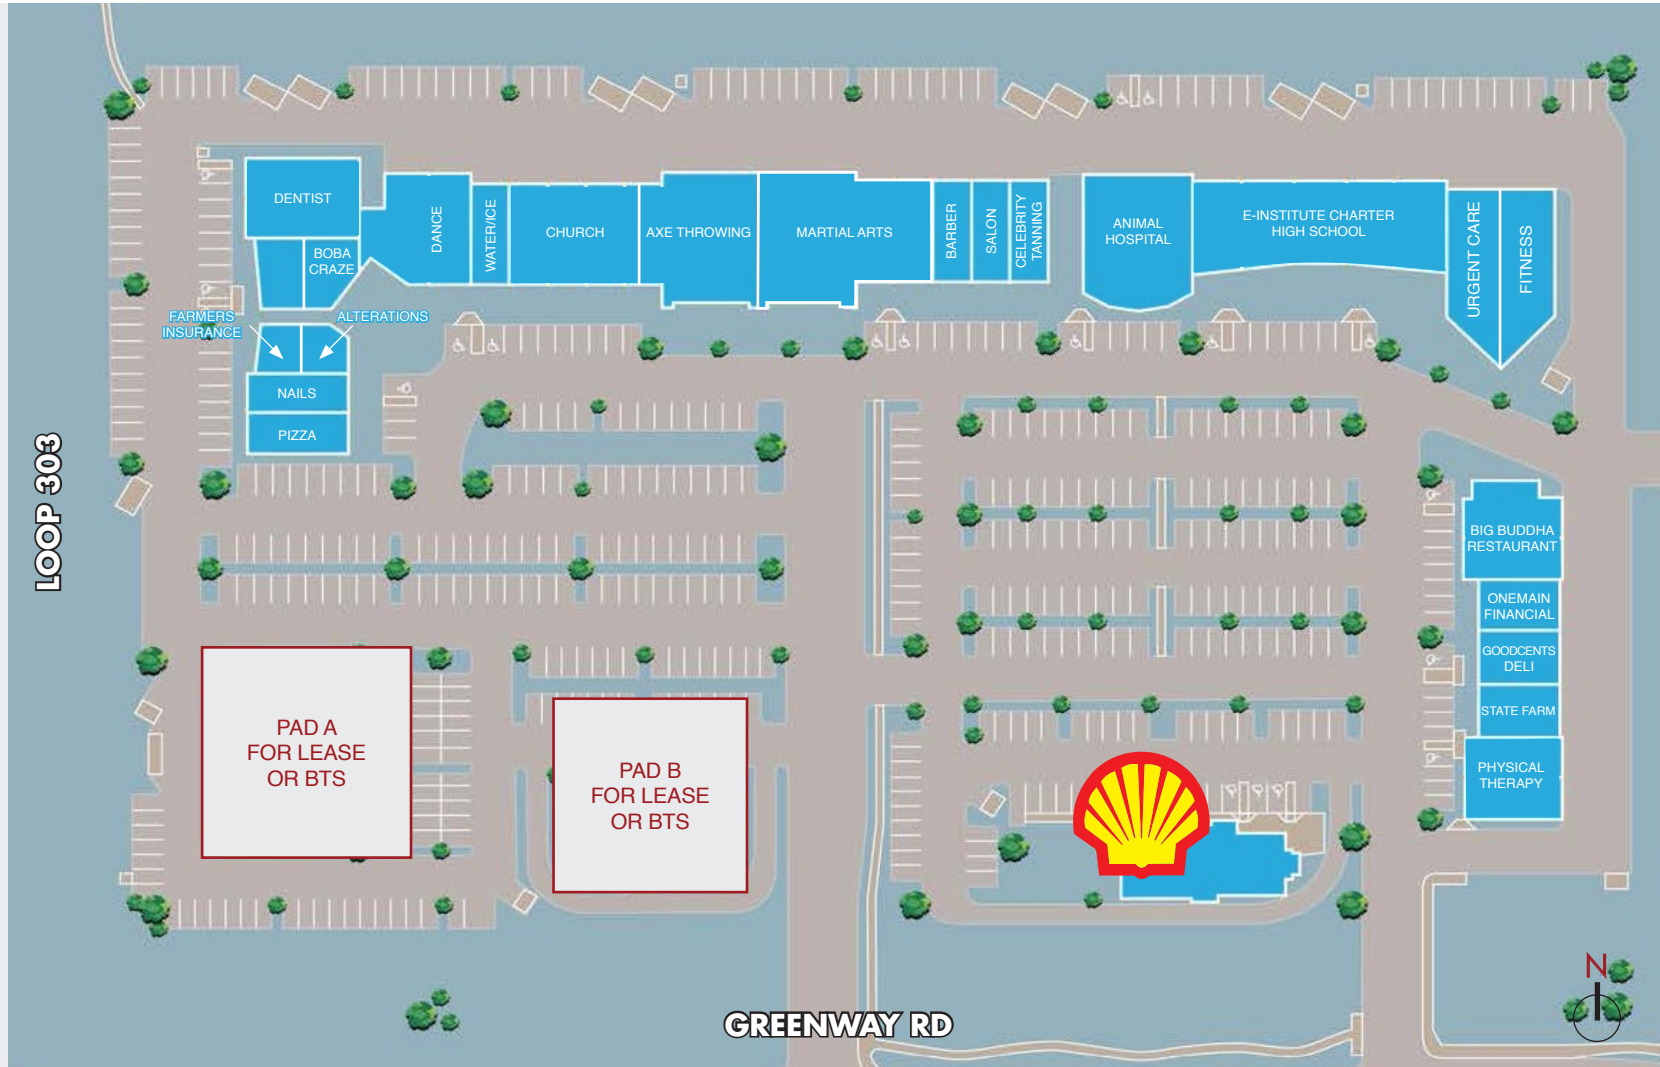 DENTIST
BOBA
CRAZE
DANCE
WATER/ICE
CHURCH
AXE THROWING
MARTIAL ARTS
BARBER
SALON
CELEBRITY
TANNING
ANIMAL
HOSPITAL
E-INSTITUTE CHARTER
HIGH SCHOOL
URGENT CARE
FITNESS
FARMERS
INSURANCE
ALTERATIONS
NAILS
PIZZA
LOOP 303
BIG BUDDHA
RESTAURANT
ONEMAIN
FINANCIAL
GOODCENTS
DELI
STATE FARM
PHYSICAL
THERAPY
PAD A
FOR LEASE
OR BTS
PAD B
FOR LEASE
OR BTS
GREENWAY RD
N